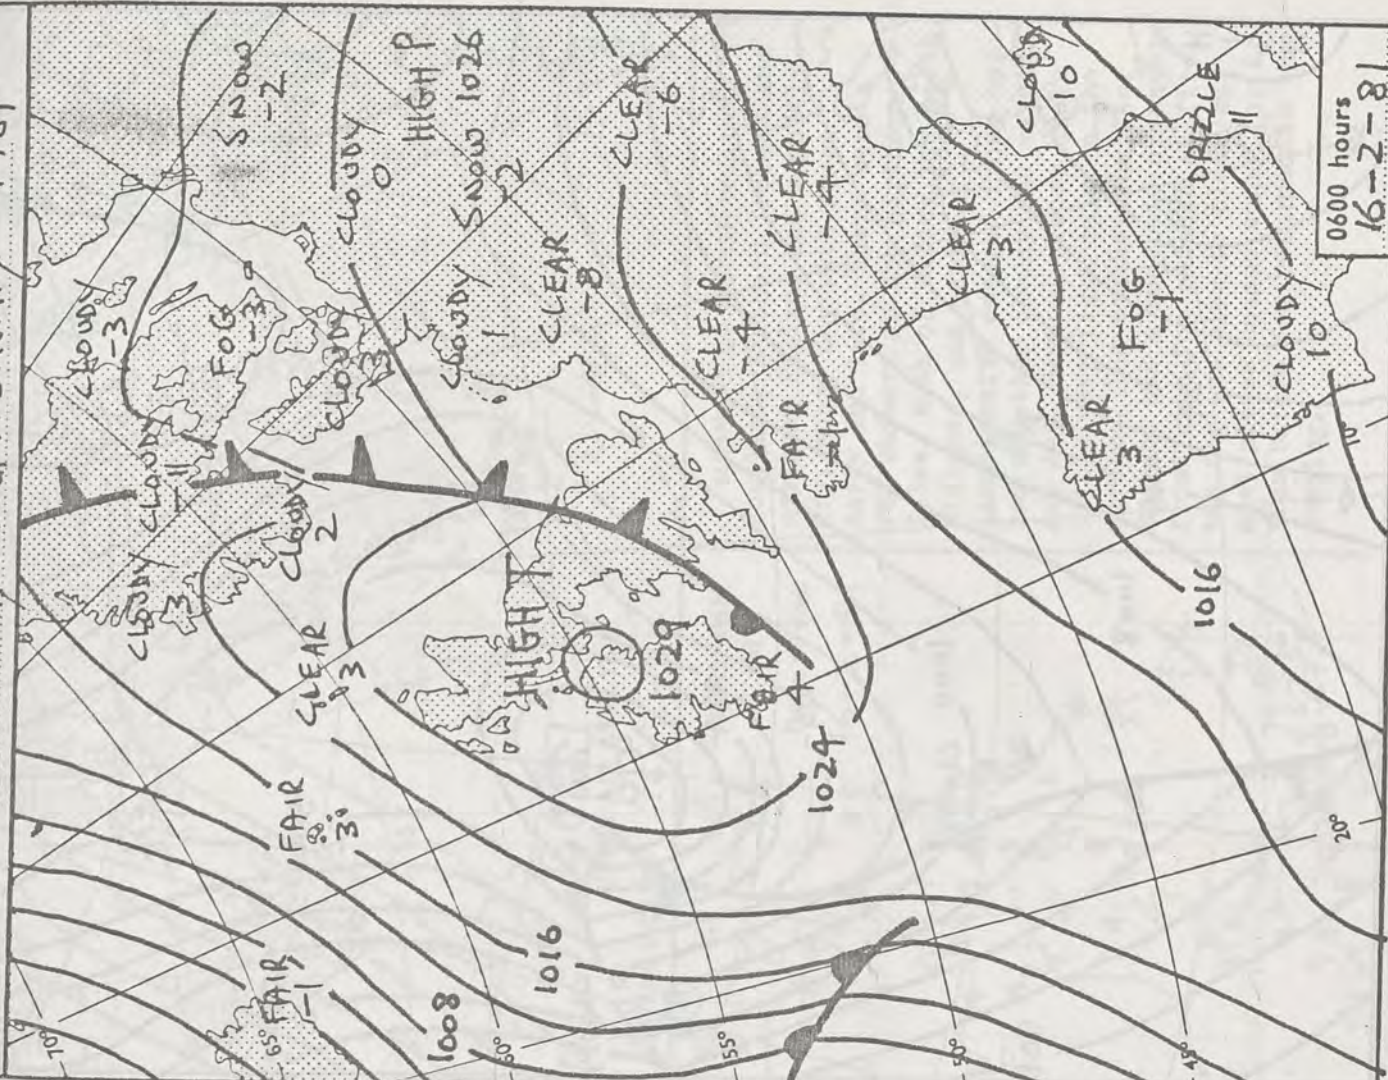 SNOW
-2
CLOUDY
0
HIGH P
SNOW 1026
-2
CLEAR
-6
CLOUD
10
DRIZZLE
11
0600 hours
16-2-81
CLOUDY
-3
FOG
-3
CLOUDY
3
CLOUDY
1
CLEAR
-8
CLEAR
-4
CLEAR
-4
CLEAR
-3
FOG
-1
CLOUDY
10
CLOUDY
-11
CLOUDY
2
FAIR
CLEAR
3
10°
CLOUDY
-3
CLEAR
3
HIGH T
1029
FAIR
4
1016
1024
FAIR
3
20°
FAIR
-1
1016
1008
70°
65°
60°
55°
50°
45°